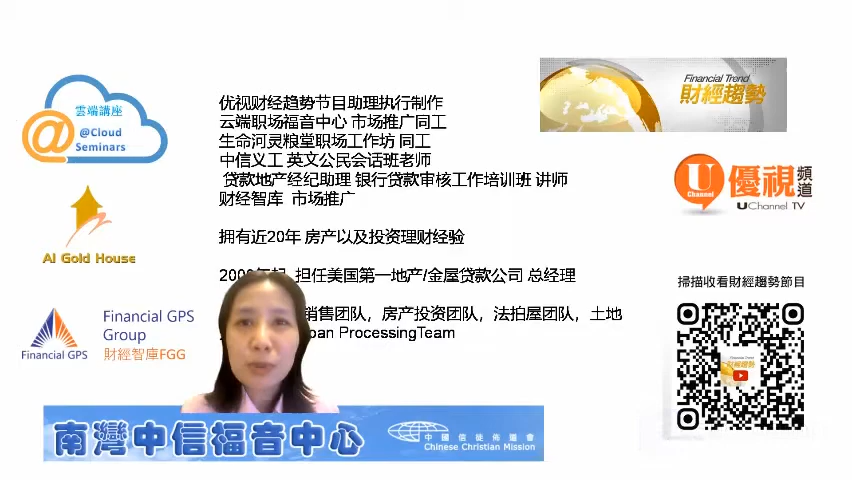 雲端講座
@Cloud
Seminars
AI Gold House
Financial GPS
Financial GPS
Group
財經智庫FGG
优视财经趋势节目助理执行制作
云端职场福音中心 市场推广同工
生命河灵粮堂职场工作坊 同工
中信义工 英文公民会话班老师
贷款地产经纪助理 银行贷款审核工作培训班 讲师
财经智库 市场推广
拥有近20年 房产以及投资理财经验
担任美国第一地产/金屋贷款公司 总经理
销售团队，房产投资团队，法拍屋团队，土地
ProcessingTeam
Financial Trend
財經趨勢
U
Channel
優視頻道
UChannel TV
掃描收看財經趨勢節目
Financial Trend
財經趨勢
南灣中信福音中心
中國信徒佈道會
Chinese Christian Mission